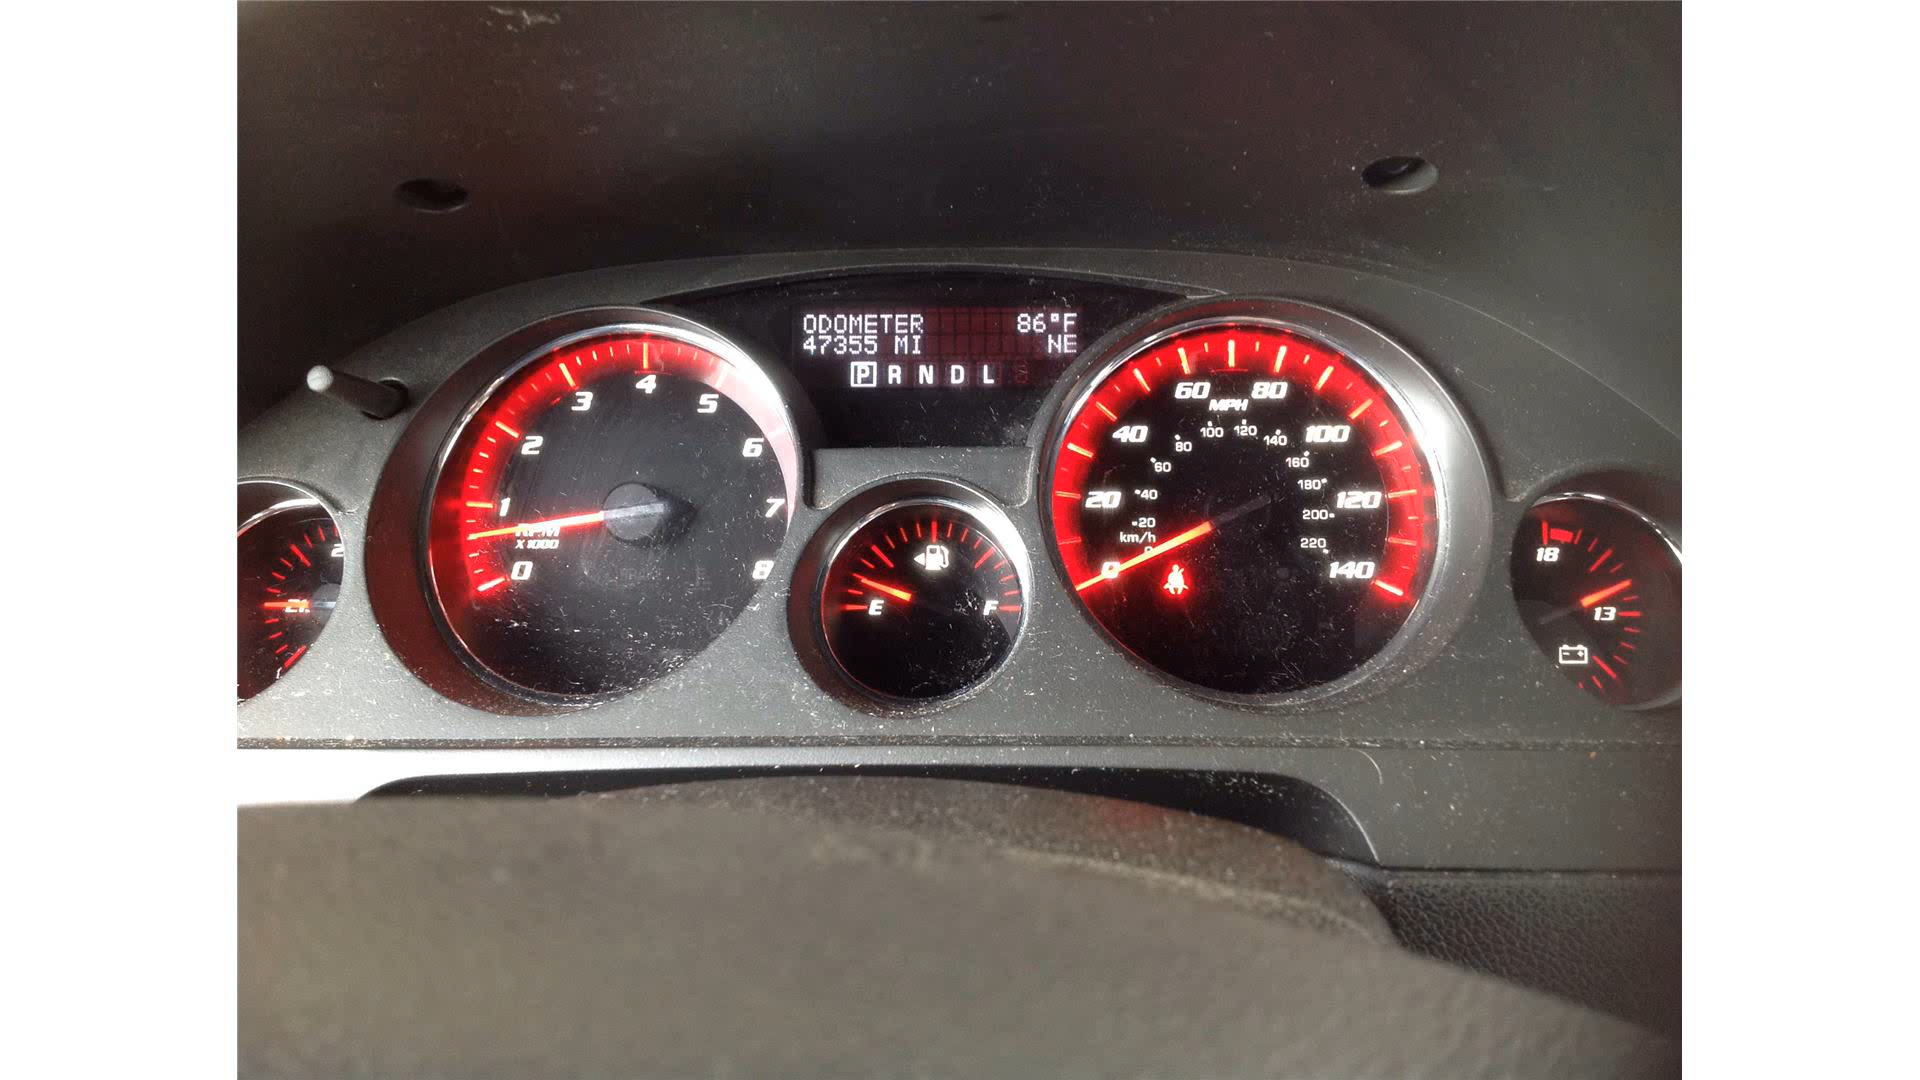 ODOMETER 86°F
47355 MI NE
P R N D L
0 1 2 3 4 5 6 7 8
RPM
X 1000
E F
0 20 40 60 80 100 120 140
MPH
20 40 60 80 100 120 140 160 180 200 220
km/h
18
13